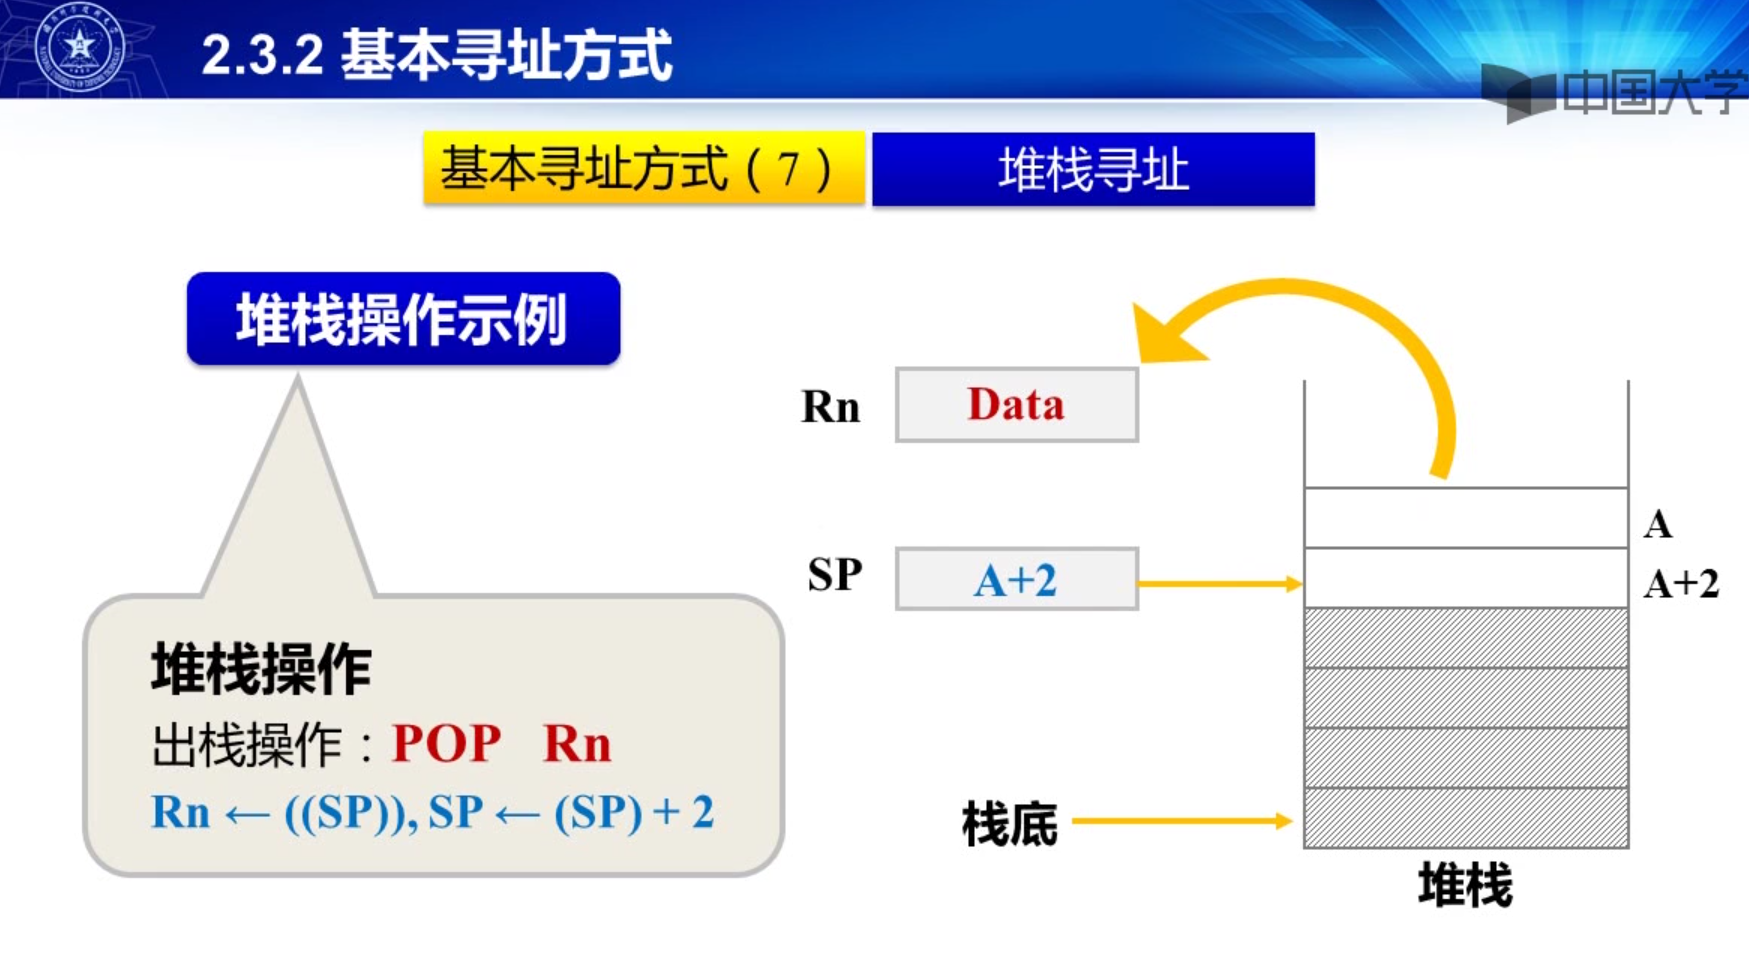 2.3.2 基本寻址方式
中国大学
基本寻址方式（7）
堆栈寻址
堆栈操作示例
堆栈操作
出栈操作：POP Rn
Rn ← ((SP)), SP ← (SP) + 2
Rn
Data
SP
A+2
A
A+2
栈底
堆栈